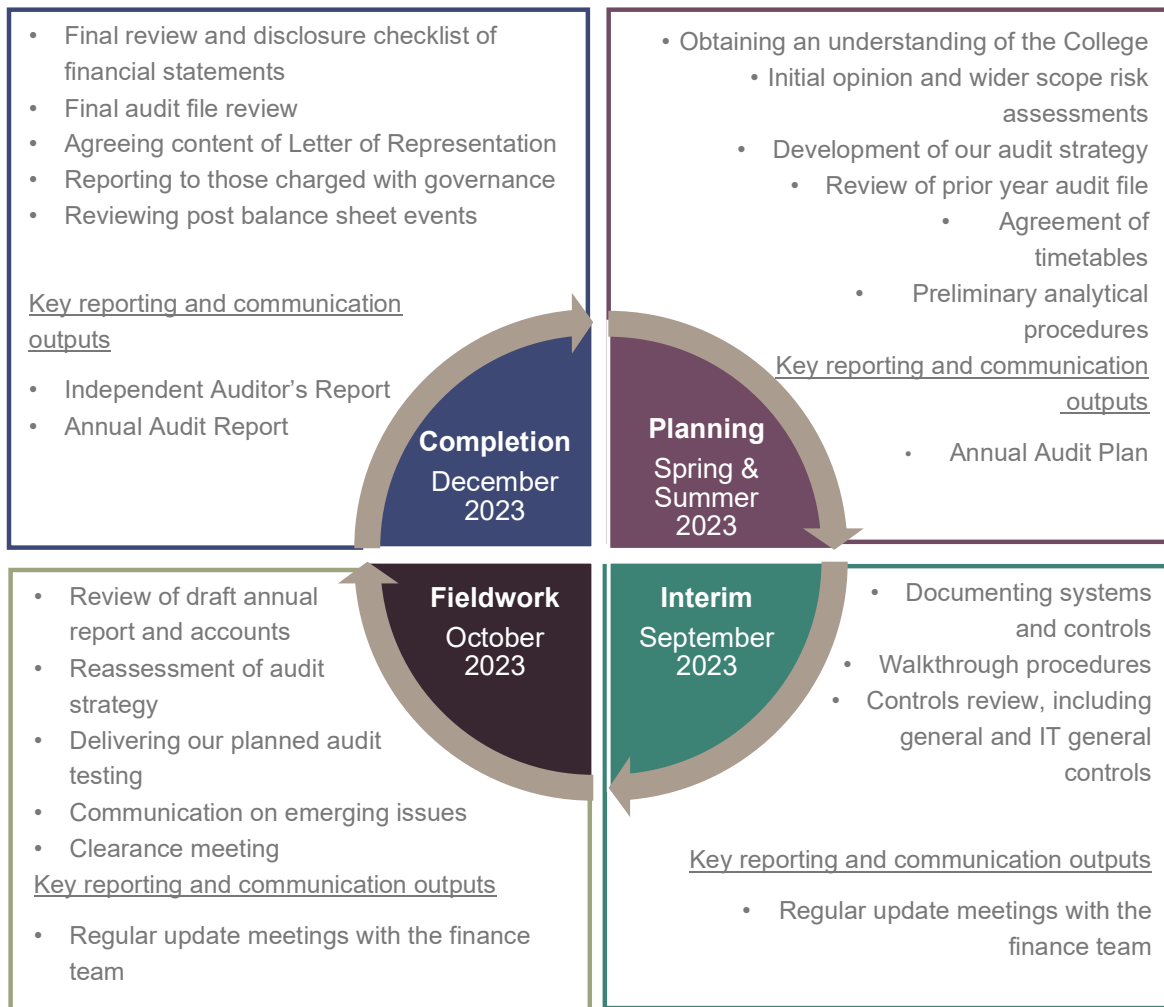 • Final review and disclosure checklist of
financial statements
• Final audit file review
• Agreeing content of Letter of Representation
• Reporting to those charged with governance
• Reviewing post balance sheet events
Key reporting and communication
outputs
• Independent Auditor’s Report
• Annual Audit Report
Completion
December
2023
• Obtaining an understanding of the College
• Initial opinion and wider scope risk
assessments
• Development of our audit strategy
• Review of prior year audit file
• Agreement of
timetables
• Preliminary analytical
procedures
Key reporting and communication
outputs
• Annual Audit Plan
Planning
Spring &
Summer
2023
• Review of draft annual
report and accounts
• Reassessment of audit
strategy
• Delivering our planned audit
testing
• Communication on emerging issues
• Clearance meeting
Key reporting and communication outputs
• Regular update meetings with the finance
team
Fieldwork
October
2023
Interim
September
2023
• Documenting systems
and controls
• Walkthrough procedures
• Controls review, including
general and IT general
controls
Key reporting and communication outputs
• Regular update meetings with the
finance team